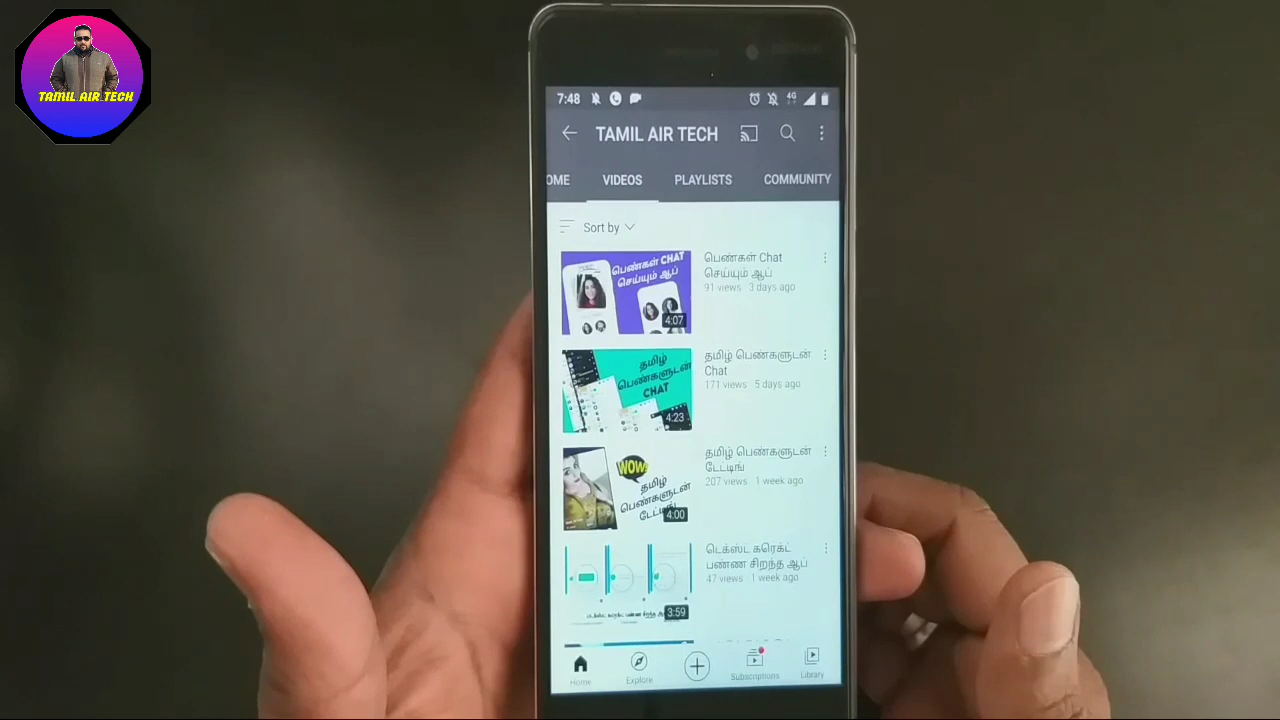 TAMIL AIR TECH
7:48
4G
TAMIL AIR TECH
OME VIDEOS PLAYLISTS COMMUNITY
Sort by
பெண்கள் CHAT
செய்யும் ஆப்
4:07
பெண்கள் Chat
செய்யும் ஆப்
91 views 3 days ago
தமிழ்
பெண்களுடன்
CHAT
4:23
தமிழ் பெண்களுடன்
Chat
171 views 5 days ago
WOW!
தமிழ்
பெண்களுடன்
4:00
தமிழ் பெண்களுடன்
டேட்டிங்
207 views 1 week ago
3:59
டெக்ஸ்ட் கரெக்ட்
பண்ண சிறந்த ஆப்
47 views 1 week ago
Home Explore Subscriptions Library